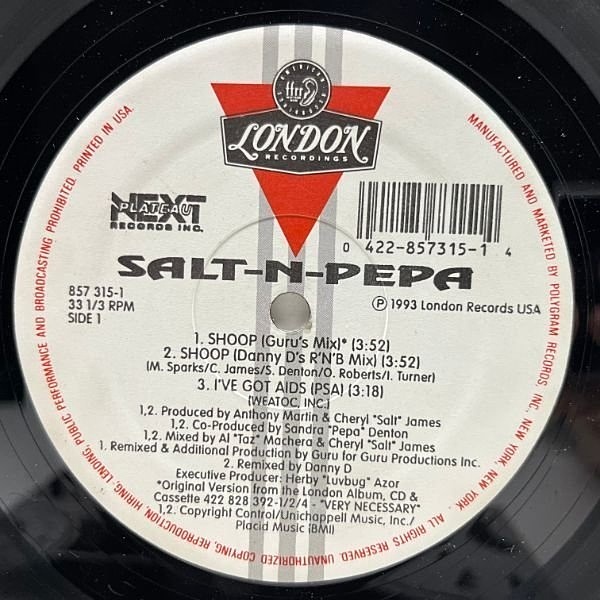 AMERICAN
ffrr
LONDON
RECORDINGS
NEXT
PLATEAU
RECORDS INC.
0 422-857315-1 4
SALT-N-PEPA
857 315-1
33 1/3 RPM
SIDE 1
℗ 1993 London Records USA
1. SHOOP (Guru's Mix)* (3:52)
2. SHOOP (Danny D's R'N'B Mix) (3:52)
(M. Sparks/C. James/S. Denton/O. Roberts/I. Turner)
3. I'VE GOT AIDS (PSA) (3:18)
(WEATOC, INC.)
1,2. Produced by Anthony Martin & Cheryl "Salt" James
1,2. Co-Produced by Sandra "Pepa" Denton
1,2. Mixed by Al "Taz" Machera & Cheryl "Salt" James
1. Remixed & Additional Production by Guru for Guru Productions Inc.
2. Remixed by Danny D
Executive Producer: Herby "Luvbug" Azor
*Original Version from the London Album, CD &
Cassette 422 828 392-1/2/4 - "VERY NECESSARY"
1,2. Copyright Control/Unichappell Music, Inc./
Placid Music (BMI)
MANUFACTURED AND MARKETED BY POLYGRAM RECORDS, INC., NEW YORK, NEW YORK · ALL RIGHTS RESERVED. UNAUTHORIZED COPYING, REPRODUCTION, HIRING, LENDING, PUBLIC PERFORMANCE AND BROADCASTING PROHIBITED. PRINTED IN USA.